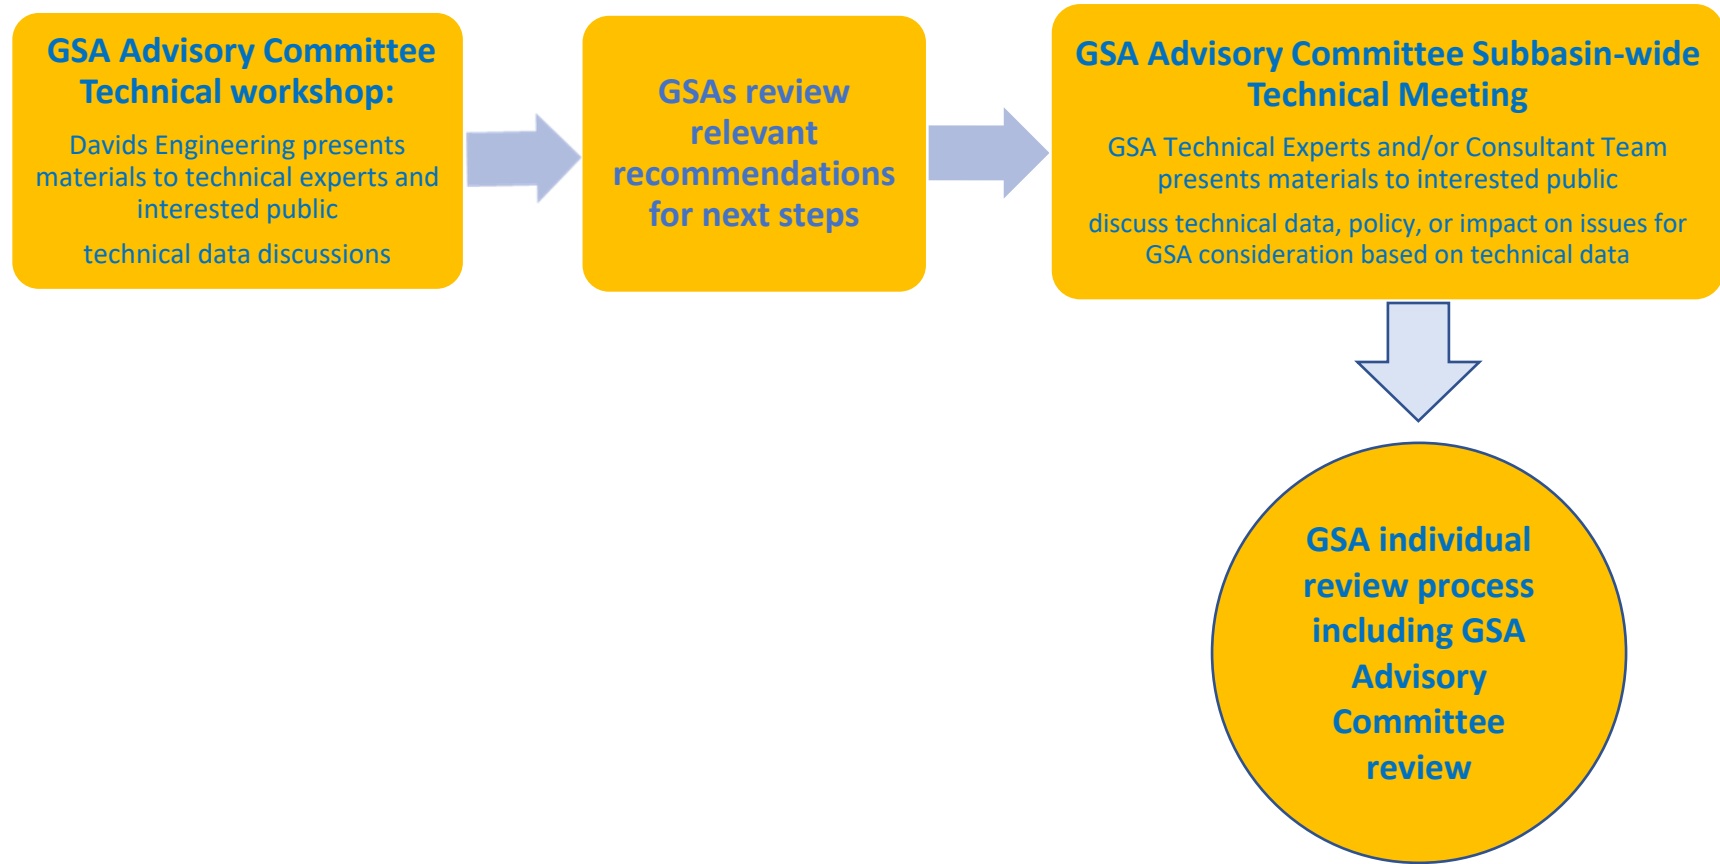 GSA Advisory Committee
Technical workshop:
Davids Engineering presents
materials to technical experts and
interested public
technical data discussions
GSAs review
relevant
recommendations
for next steps
GSA Advisory Committee Subbasin-wide
Technical Meeting
GSA Technical Experts and/or Consultant Team
presents materials to interested public
discuss technical data, policy, or impact on issues for
GSA consideration based on technical data
GSA individual
review process
including GSA
Advisory
Committee
review